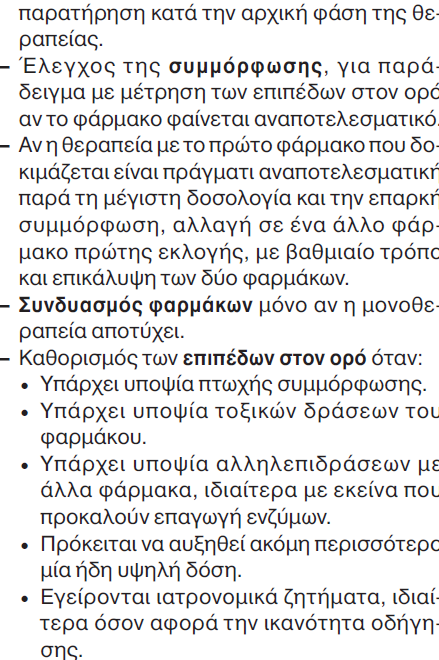 παρατήρηση κατά την αρχική φάση της θε-
ραπείας.
– Έλεγχος της συμμόρφωσης, για παρά-
δειγμα με μέτρηση των επιπέδων στον ορό
αν το φάρμακο φαίνεται αναποτελεσματικό.
– Αν η θεραπεία με το πρώτο φάρμακο που δο-
κιμάζεται είναι πράγματι αναποτελεσματική
παρά τη μέγιστη δοσολογία και την επαρκή
συμμόρφωση, αλλαγή σε ένα άλλο φάρ-
μακο πρώτης εκλογής, με βαθμιαίο τρόπο
και επικάλυψη των δύο φαρμάκων.
– Συνδυασμός φαρμάκων μόνο αν η μονοθε-
ραπεία αποτύχει.
– Καθορισμός των επιπέδων στον ορό όταν:
• Υπάρχει υποψία πτωχής συμμόρφωσης.
• Υπάρχει υποψία τοξικών δράσεων του
φαρμάκου.
• Υπάρχει υποψία αλληλεπιδράσεων με
άλλα φάρμακα, ιδιαίτερα με εκείνα που
προκαλούν επαγωγή ενζύμων.
• Πρόκειται να αυξηθεί ακόμη περισσότερο
μία ήδη υψηλή δόση.
• Εγείρονται ιατρονομικά ζητήματα, ιδιαί-
τερα όσον αφορά την ικανότητα οδήγη-
σης.